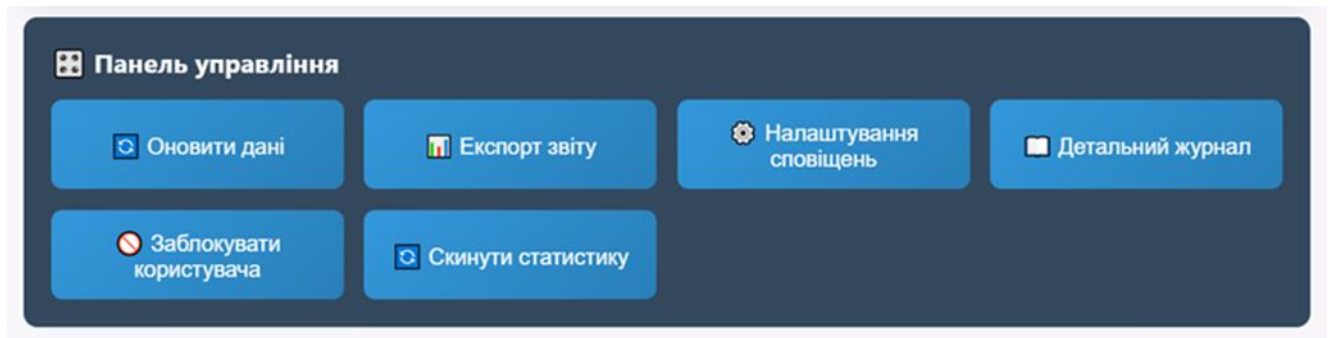 Панель управління
Оновити дані
Експорт звіту
Налаштування
сповіщень
Детальний журнал
Заблокувати
користувача
Скинути статистику